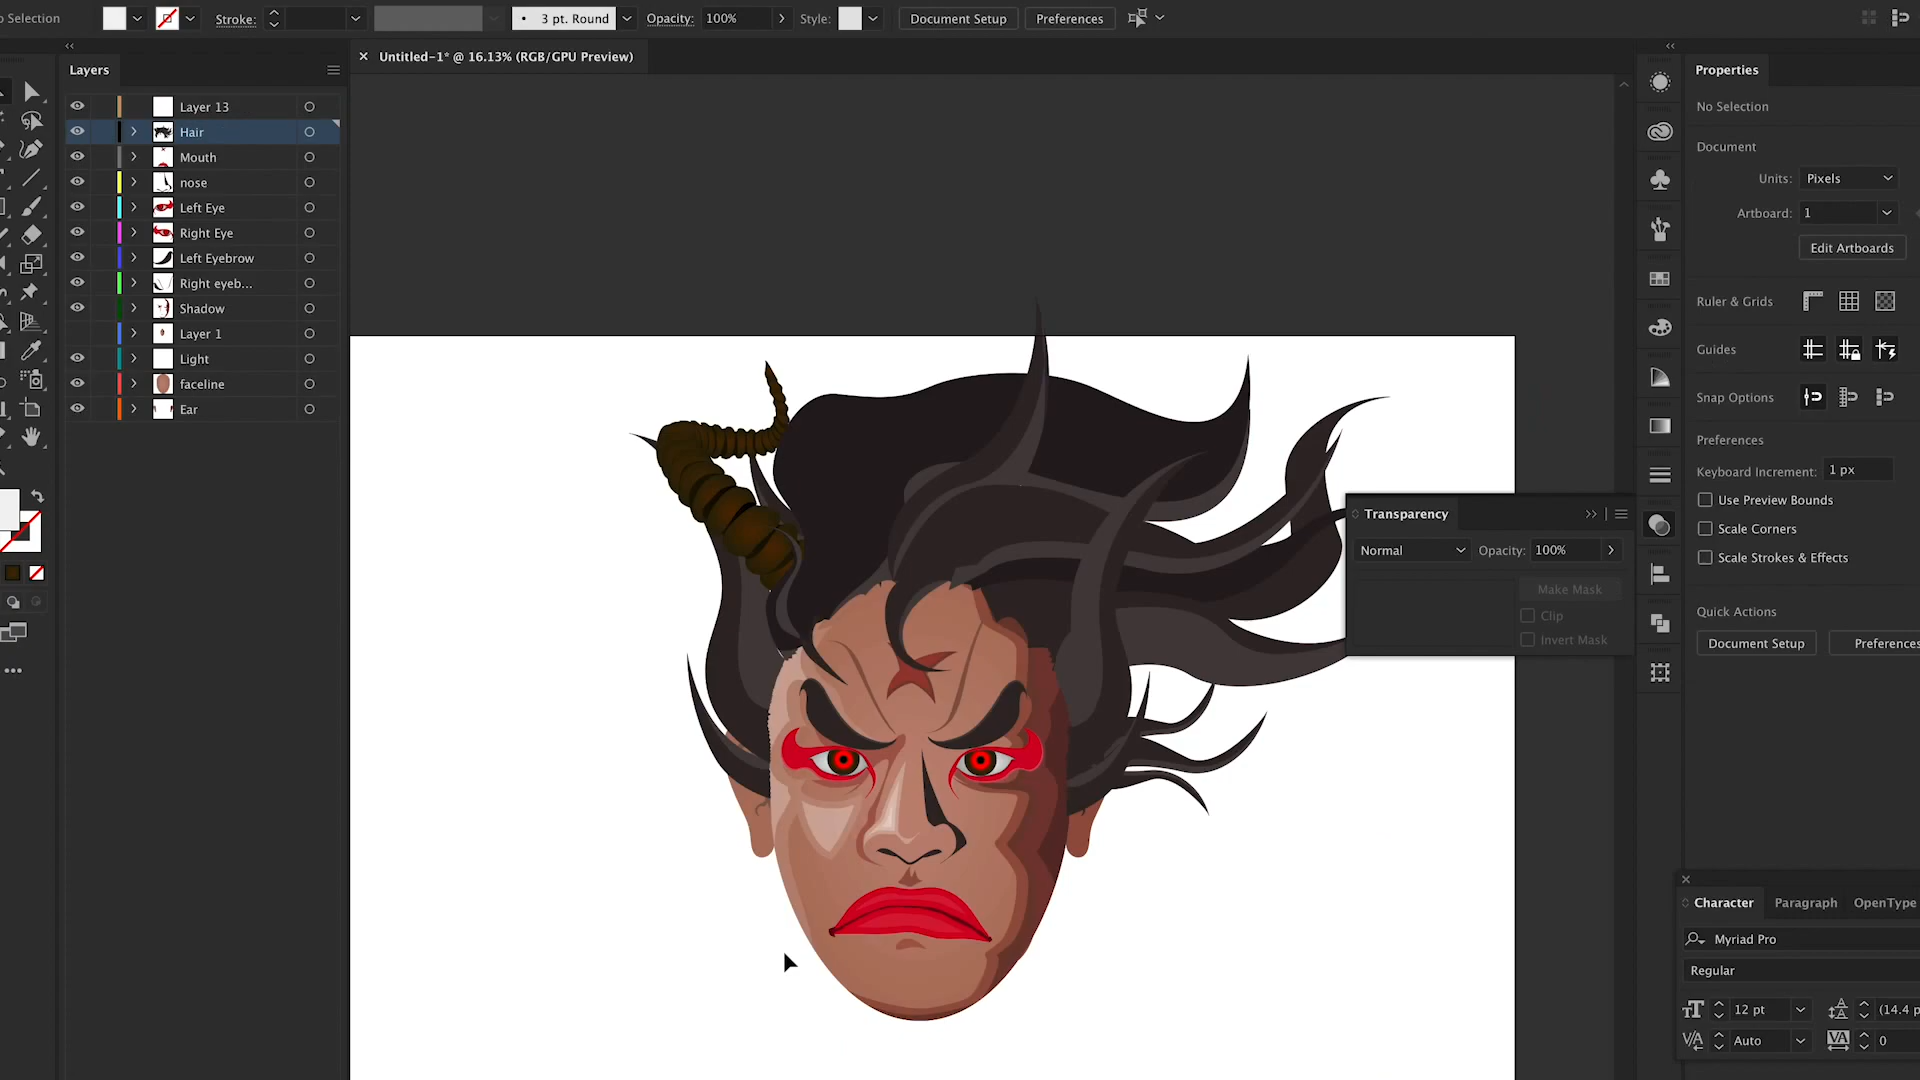 Selection
Stroke:
3 pt. Round
Opacity: 100%
Style:
Document Setup
Preferences
Untitled-1* @ 16.13% (RGB/GPU Preview)
Layers
Layer 13
Hair
Mouth
nose
Left Eye
Right Eye
Left Eyebrow
Right eyeb...
Shadow
Layer 1
Light
faceline
Ear
Transparency
Normal
Opacity: 100%
Make Mask
Clip
Invert Mask
Properties
No Selection
Document
Units: Pixels
Artboard: 1
Edit Artboards
Ruler & Grids
Guides
Snap Options
Preferences
Keyboard Increment: 1 px
Use Preview Bounds
Scale Corners
Scale Strokes & Effects
Quick Actions
Document Setup
Preferences
Character
Paragraph
OpenType
Myriad Pro
Regular
12 pt
(14.4 p
Auto
0